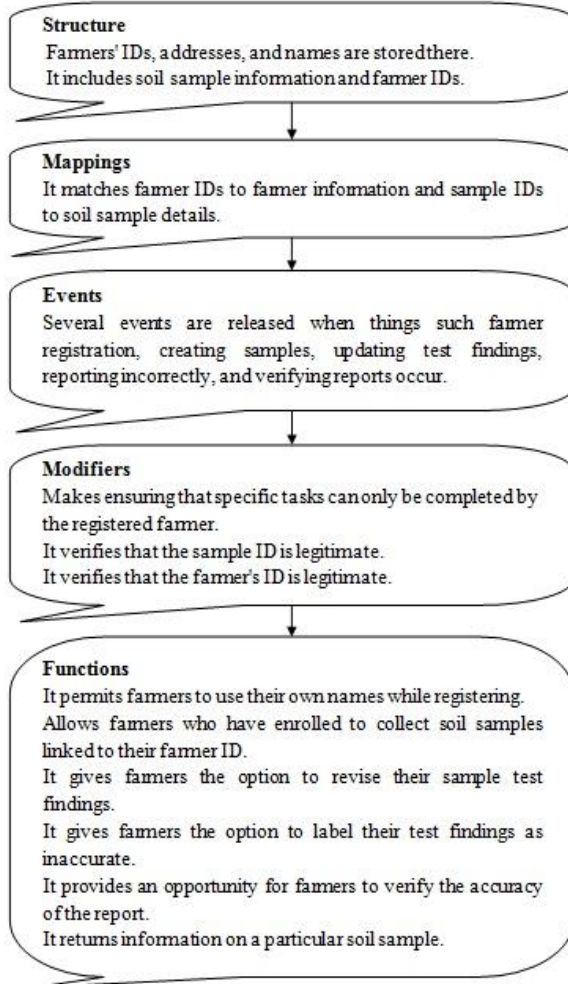 Structure
Farmers' IDs, addresses, and names are stored there.
It includes soil sample information and farmer IDs.
Mappings
It matches farmer IDs to farmer information and sample IDs
to soil sample details.
Events
Several events are released when things such farmer
registration, creating samples, updating test findings,
reporting incorrectly, and verifying reports occur.
Modifiers
Makes ensuring that specific tasks can only be completed by
the registered farmer.
It verifies that the sample ID is legitimate.
It verifies that the farmer's ID is legitimate.
Functions
It permits farmers to use their own names while registering.
Allows farmers who have enrolled to collect soil samples
linked to their farmer ID.
It gives farmers the option to revise their sample test
findings.
It gives farmers the option to label their test findings as
inaccurate.
It provides an opportunity for farmers to verify the accuracy
of the report.
It returns information on a particular soil sample.